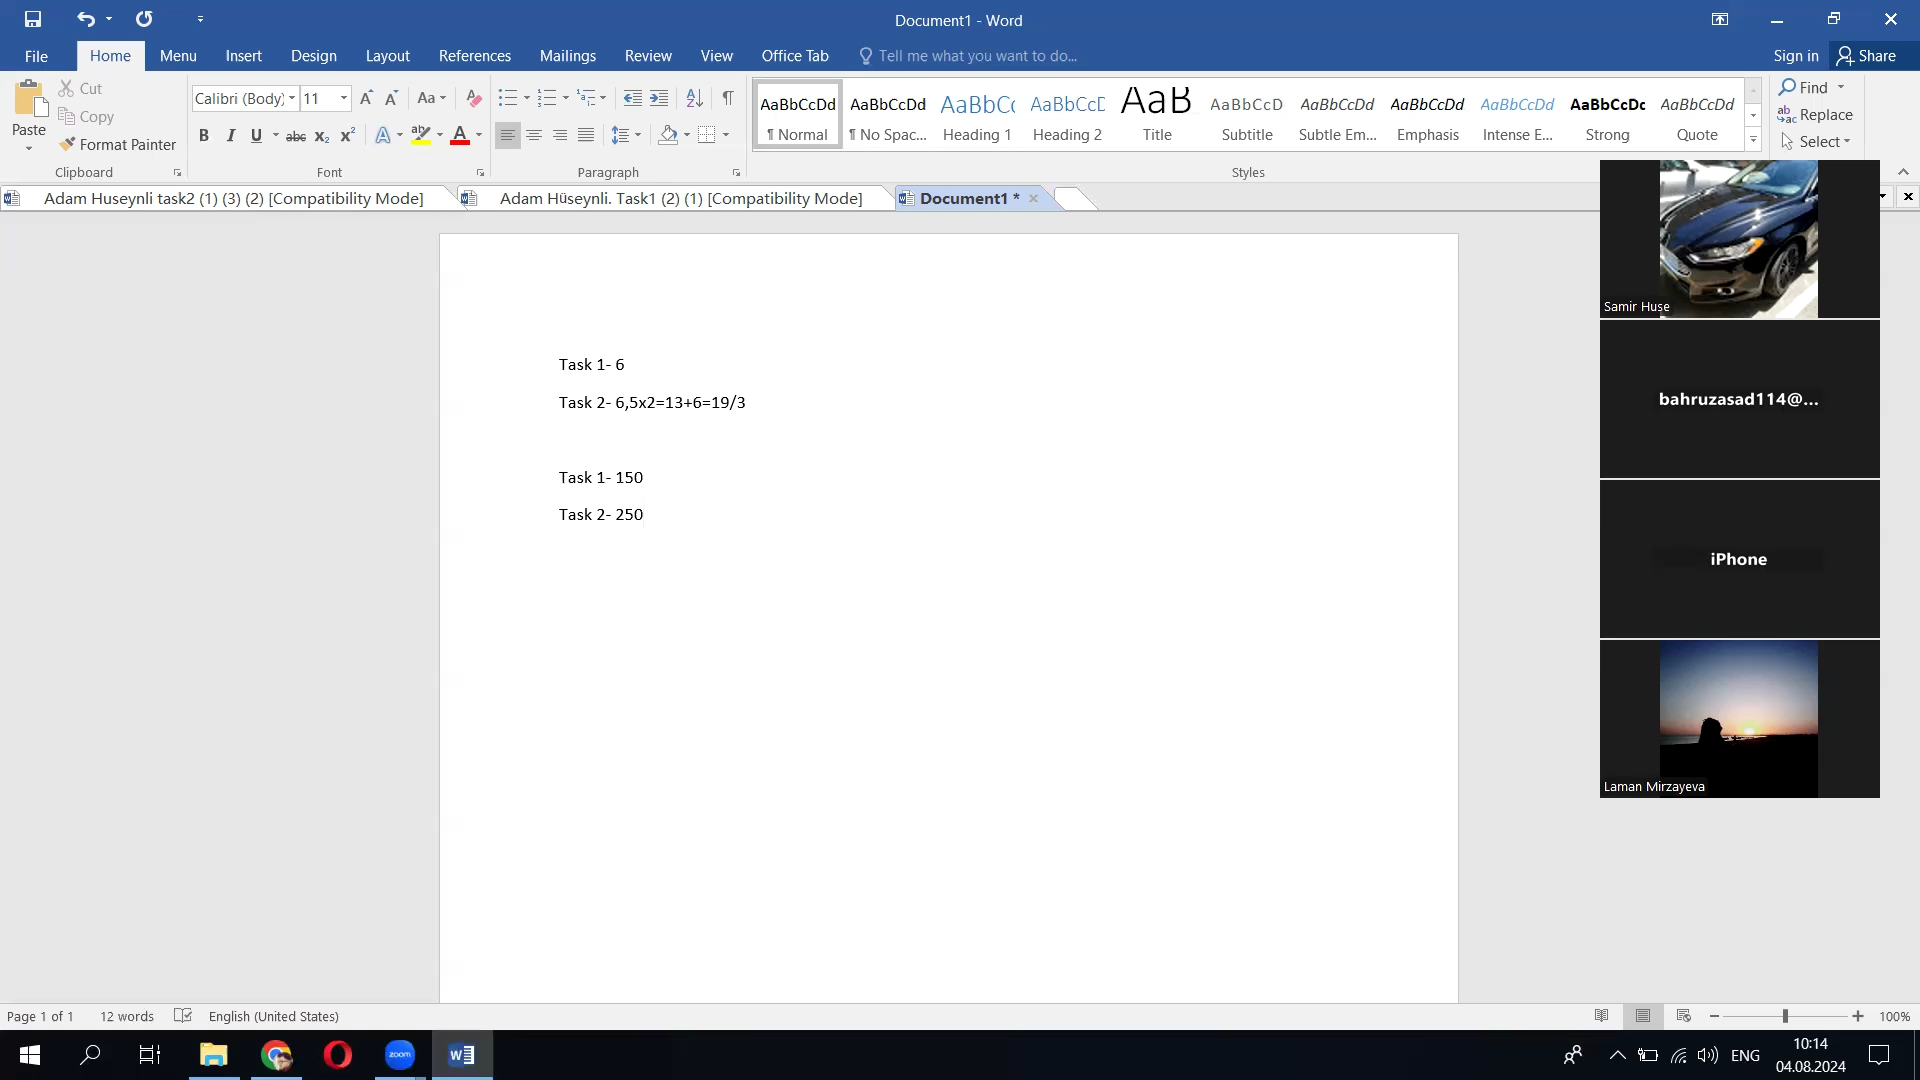 Document1 - Word
File Home Menu Insert Design Layout References Mailings Review View Office Tab Tell me what you want to do... Sign in Share
Paste Cut Copy Format Painter
Calibri (Body) 11
AaBbCcDd AaBbCcDd AaBbC AaBbCcD AaB AaBbCcD AaBbCcDd AaBbCcDd AaBbCcDd AaBbCcDc AaBbCcDd
¶ Normal ¶ No Spac... Heading 1 Heading 2 Title Subtitle Subtle Em... Emphasis Intense E... Strong Quote
Find
Replace
Select
Clipboard Font Paragraph Styles
Adam Huseynli task2 (1) (3) (2) [Compatibility Mode] Adam Hüseynli. Task1 (2) (1) [Compatibility Mode] Document1 *
Task 1- 6
Task 2- 6,5x2=13+6=19/3
Task 1- 150
Task 2- 250
Samir Huse
bahruzasad114@...
iPhone
Laman Mirzayeva
Page 1 of 1 12 words English (United States) 100%
zoom
ENG
10:14
04.08.2024